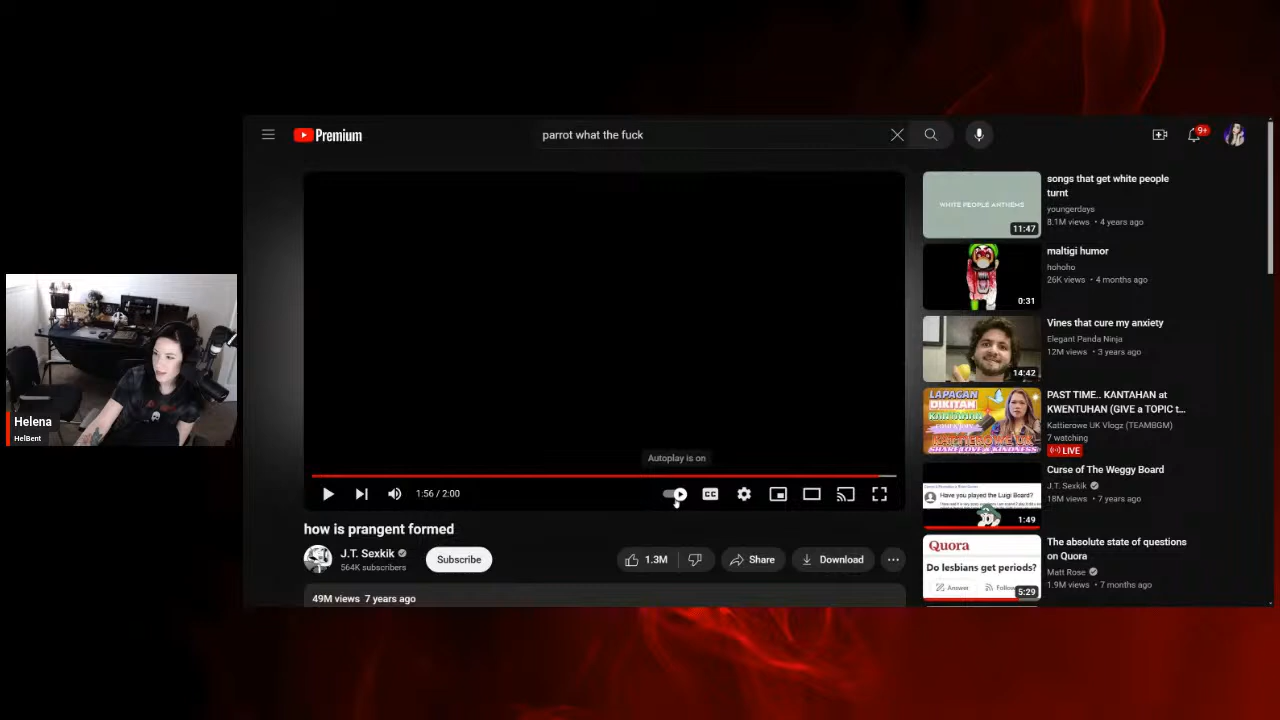 Premium
parrot what the fuck
9+
Autoplay is on
1:56 / 2:00
CC
how is prangent formed
J.T. Sexkik
564K subscribers
Subscribe
1.3M
Share
Download
49M views 7 years ago
WHITE PEOPLE ANTHEMS
11:47
songs that get white people
turnt
youngerdays
8.1M views • 4 years ago
0:31
maltigi humor
hohoho
26K views • 4 months ago
14:42
Vines that cure my anxiety
Elegant Panda Ninja
12M views • 3 years ago
LAPAGAN
DIKITAN
PAST TIME.. KANTAHAN at
KWENTUHAN (GIVE a TOPIC t...
Kattierowe UK Vlogz (TEAMBGM)
7 watching
LIVE
Have you played the Luigi Board?
1:49
Curse of The Weggy Board
J.T. Sexkik
18M views • 7 years ago
Quora
Do lesbians get periods?
Answer
5:29
The absolute state of questions
on Quora
Matt Rose
1.9M views • 7 months ago
Helena
HelBent